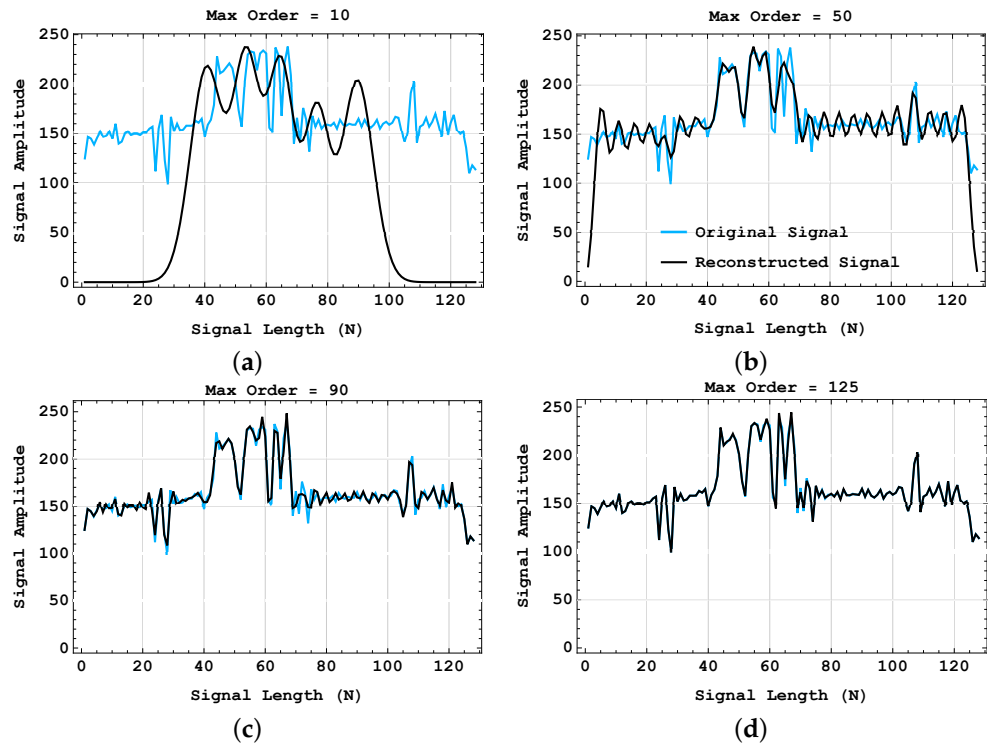 Max Order = 10
250
200
150
100
50
0
Signal Amplitude
0 20 40 60 80 100 120
Signal Length (N)
(a)
Max Order = 50
250
200
150
100
50
0
Signal Amplitude
Original Signal
Reconstructed Signal
0 20 40 60 80 100 120
Signal Length (N)
(b)
Max Order = 90
250
200
150
100
50
0
Signal Amplitude
0 20 40 60 80 100 120
Signal Length (N)
(c)
Max Order = 125
250
200
150
100
50
0
Signal Amplitude
0 20 40 60 80 100 120
Signal Length (N)
(d)